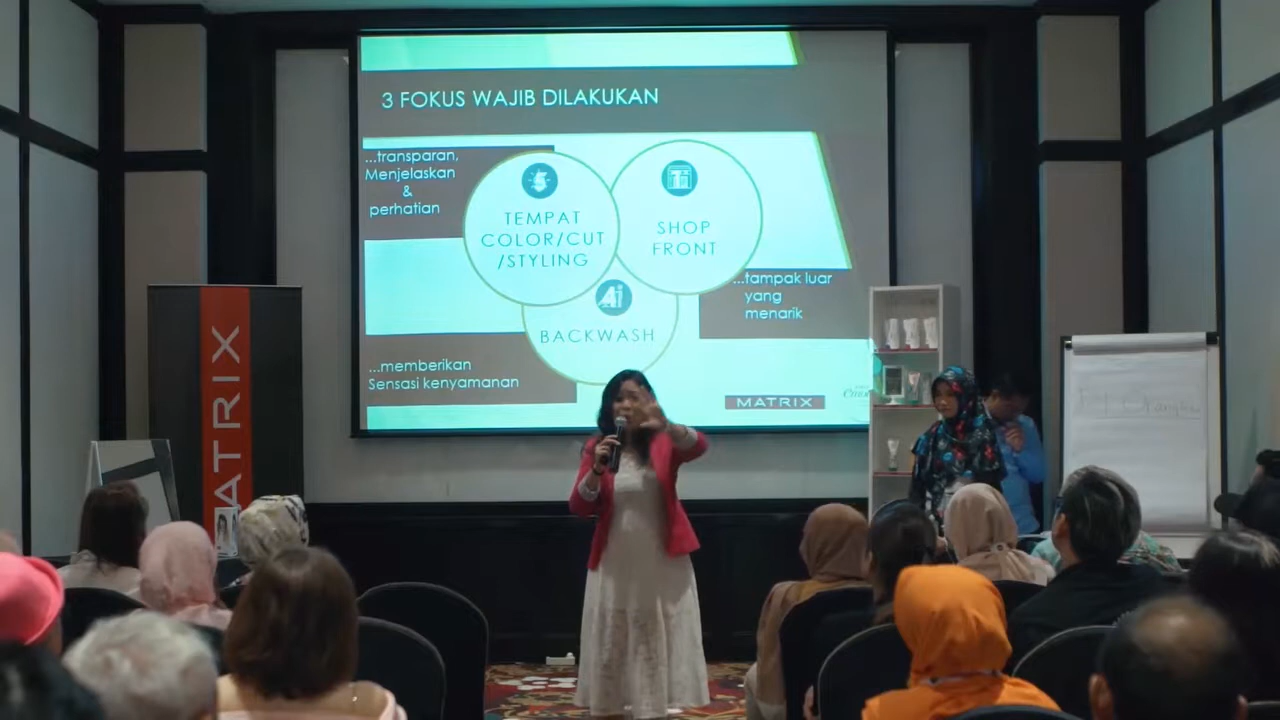 3 FOKUS WAJIB DILAKUKAN
...transparan,
Menjelaskan
&
perhatian
TEMPAT
COLOR/CUT
/STYLING
SHOP
FRONT
...tampak luar
yang
menarik
BACKWASH
...memberikan
Sensasi kenyamanan
MATRIX
MATRIX